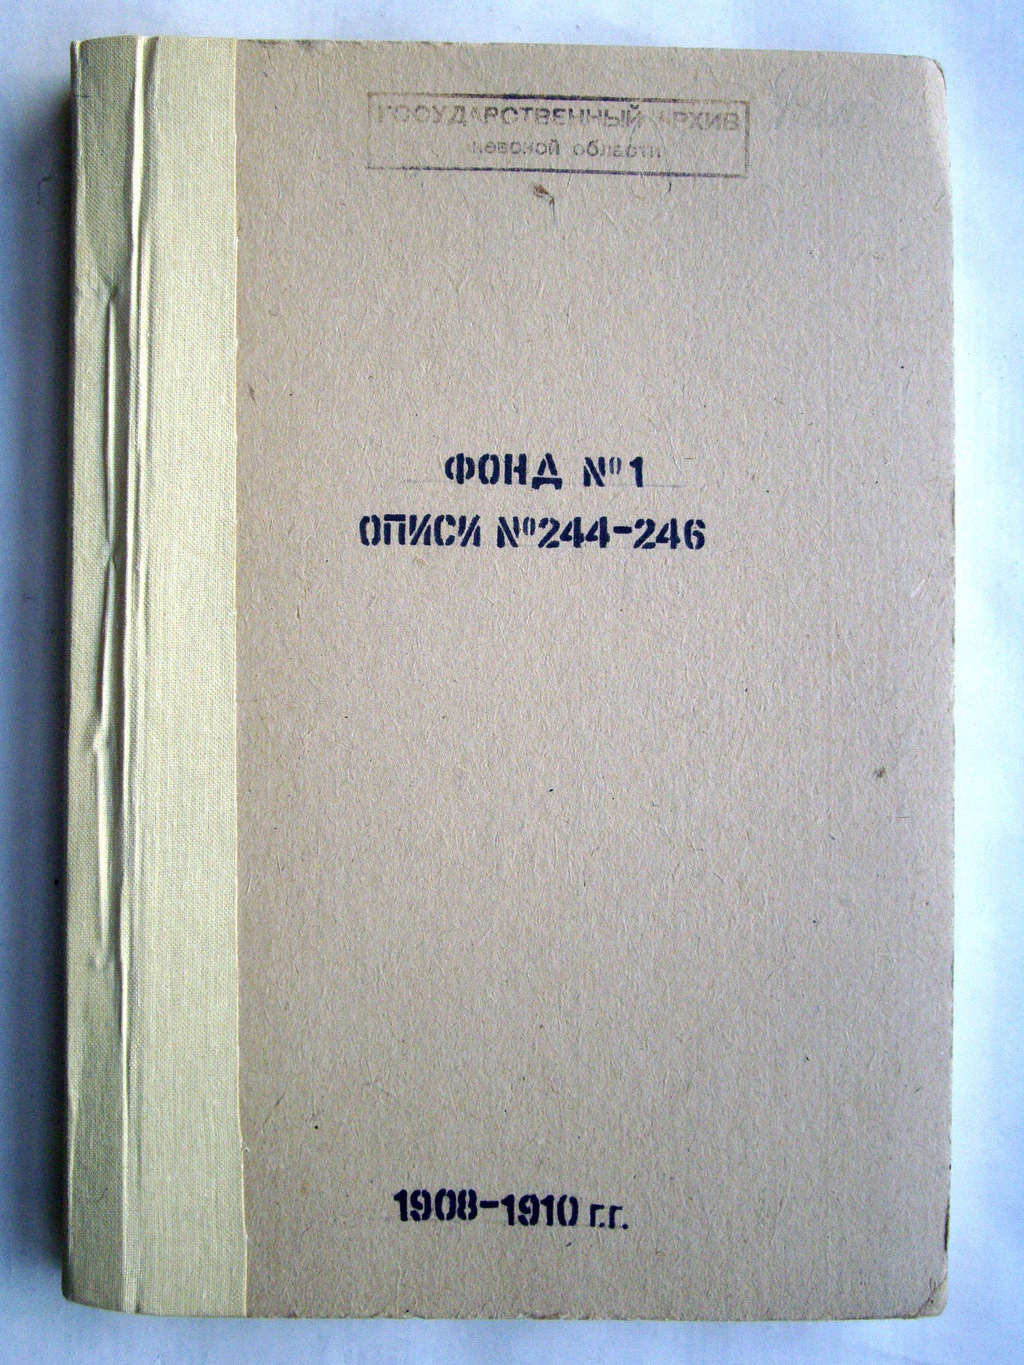 ГОСУДАРСТВЕННЫЙ АРХИВ
области
ФОНД №1
ОПИСИ №244-246
1908-1910 г.г.